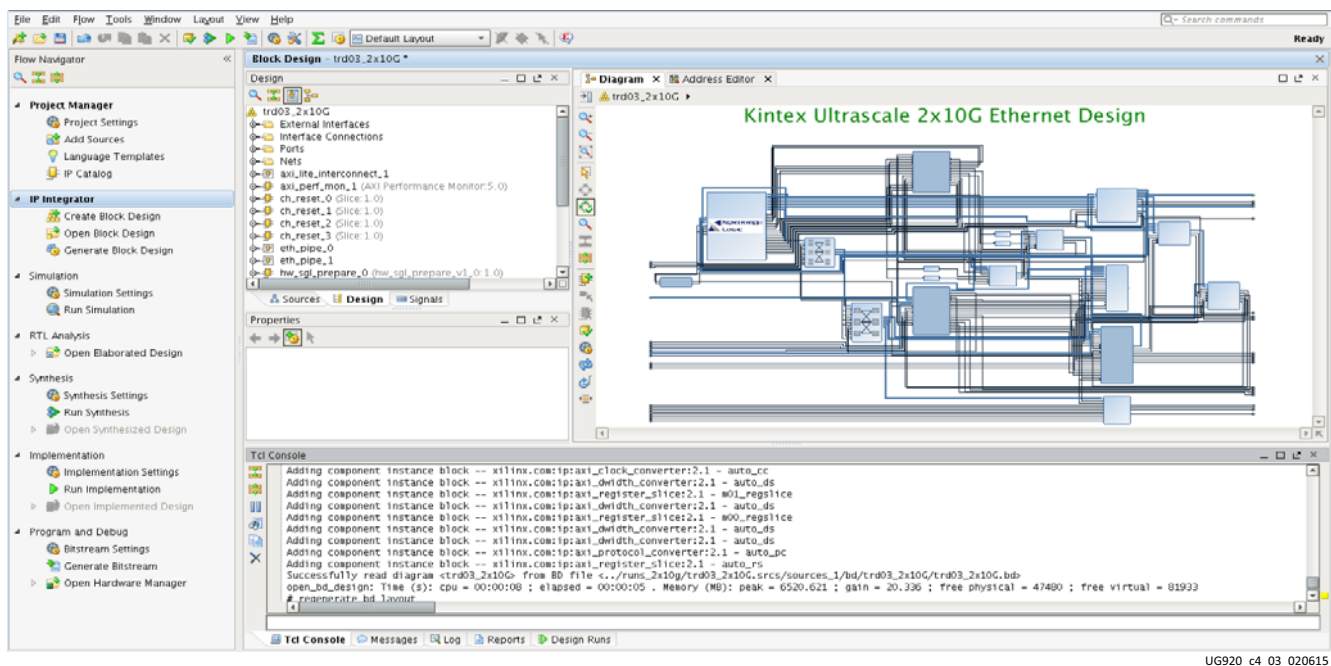 File Edit Flow Tools Window Layout View Help
Search commands
Default Layout
Ready
Flow Navigator
Project Manager
Project Settings
Add Sources
Language Templates
IP Catalog
IP Integrator
Create Block Design
Open Block Design
Generate Block Design
Simulation
Simulation Settings
Run Simulation
RTL Analysis
Open Elaborated Design
Synthesis
Synthesis Settings
Run Synthesis
Open Synthesized Design
Implementation
Implementation Settings
Run Implementation
Open Implemented Design
Program and Debug
Bitstream Settings
Generate Bitstream
Open Hardware Manager
Block Design - trd03_2x10G *
Design
trd03_2x10G
External Interfaces
Interface Connections
Ports
Nets
axi_lite_interconnect_1
axi_perf_mon_1 (AXI Performance Monitor:5.0)
ch_reset_0 (Slice:1.0)
ch_reset_1 (Slice:1.0)
ch_reset_2 (Slice:1.0)
ch_reset_3 (Slice:1.0)
eth_pipe_0
eth_pipe_1
hw_sgl_prepare_0 (hw_sgl_prepare_v1_0:1.0)
Sources Design Signals
Properties
Diagram Address Editor
trd03_2x10G
Kintex Ultrascale 2x10G Ethernet Design
NORTHWEST
LOGIC
Tcl Console
Adding component instance block -- xilinx.com:ip:axi_clock_converter:2.1 - auto_cc
Adding component instance block -- xilinx.com:ip:axi_dwidth_converter:2.1 - auto_ds
Adding component instance block -- xilinx.com:ip:axi_register_slice:2.1 - m01_regslice
Adding component instance block -- xilinx.com:ip:axi_dwidth_converter:2.1 - auto_ds
Adding component instance block -- xilinx.com:ip:axi_register_slice:2.1 - m00_regslice
Adding component instance block -- xilinx.com:ip:axi_dwidth_converter:2.1 - auto_ds
Adding component instance block -- xilinx.com:ip:axi_dwidth_converter:2.1 - auto_ds
Adding component instance block -- xilinx.com:ip:axi_protocol_converter:2.1 - auto_pc
Adding component instance block -- xilinx.com:ip:axi_register_slice:2.1 - auto_rs
Successfully read diagram <trd03_2x10G> from BD file <../runs_2x10g/trd03_2x10G.srcs/sources_1/bd/trd03_2x10G/trd03_2x10G.bd>
open_bd_design: Time (s): cpu = 00:00:08 ; elapsed = 00:00:05 . Memory (MB): peak = 6520.621 ; gain = 20.336 ; free physical = 47480 ; free virtual = 81933
# regenerate_bd_layout
Tcl Console Messages Log Reports Design Runs
UG920_c4_03_020615